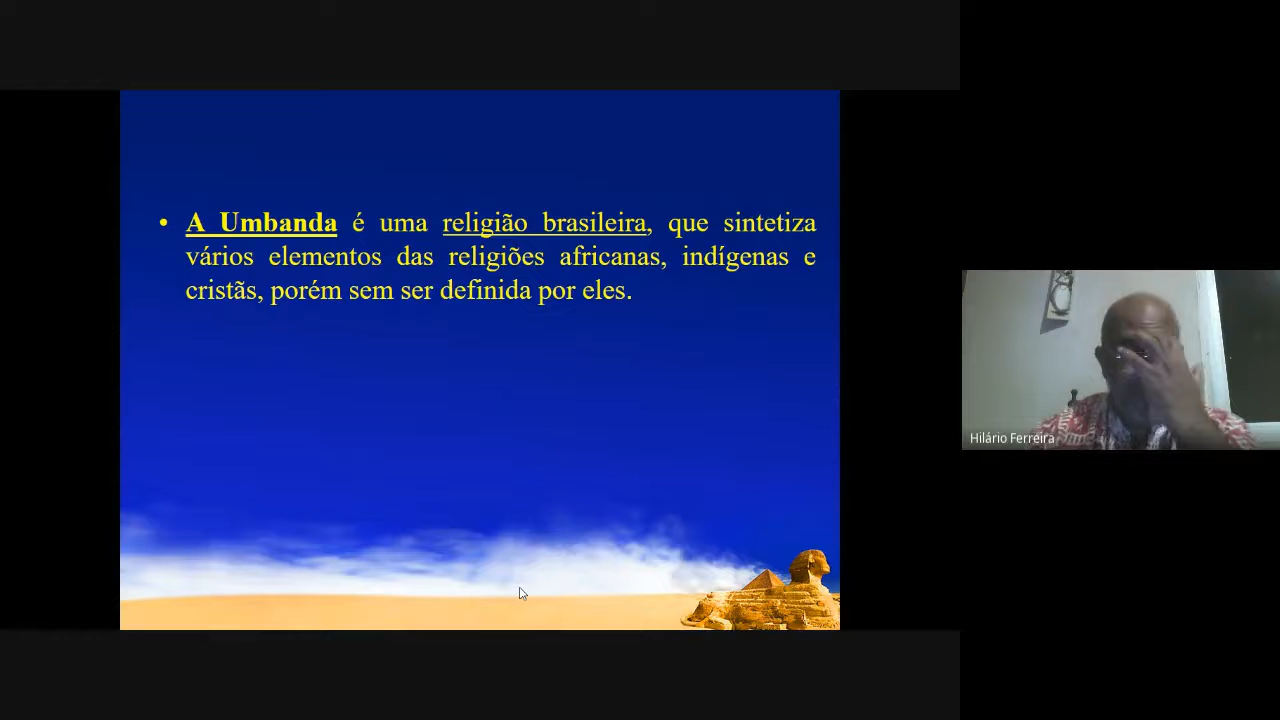 • A Umbanda é uma religião brasileira, que sintetiza
vários elementos das religiões africanas, indígenas e
cristãs, porém sem ser definida por eles.
Hilário Ferreira